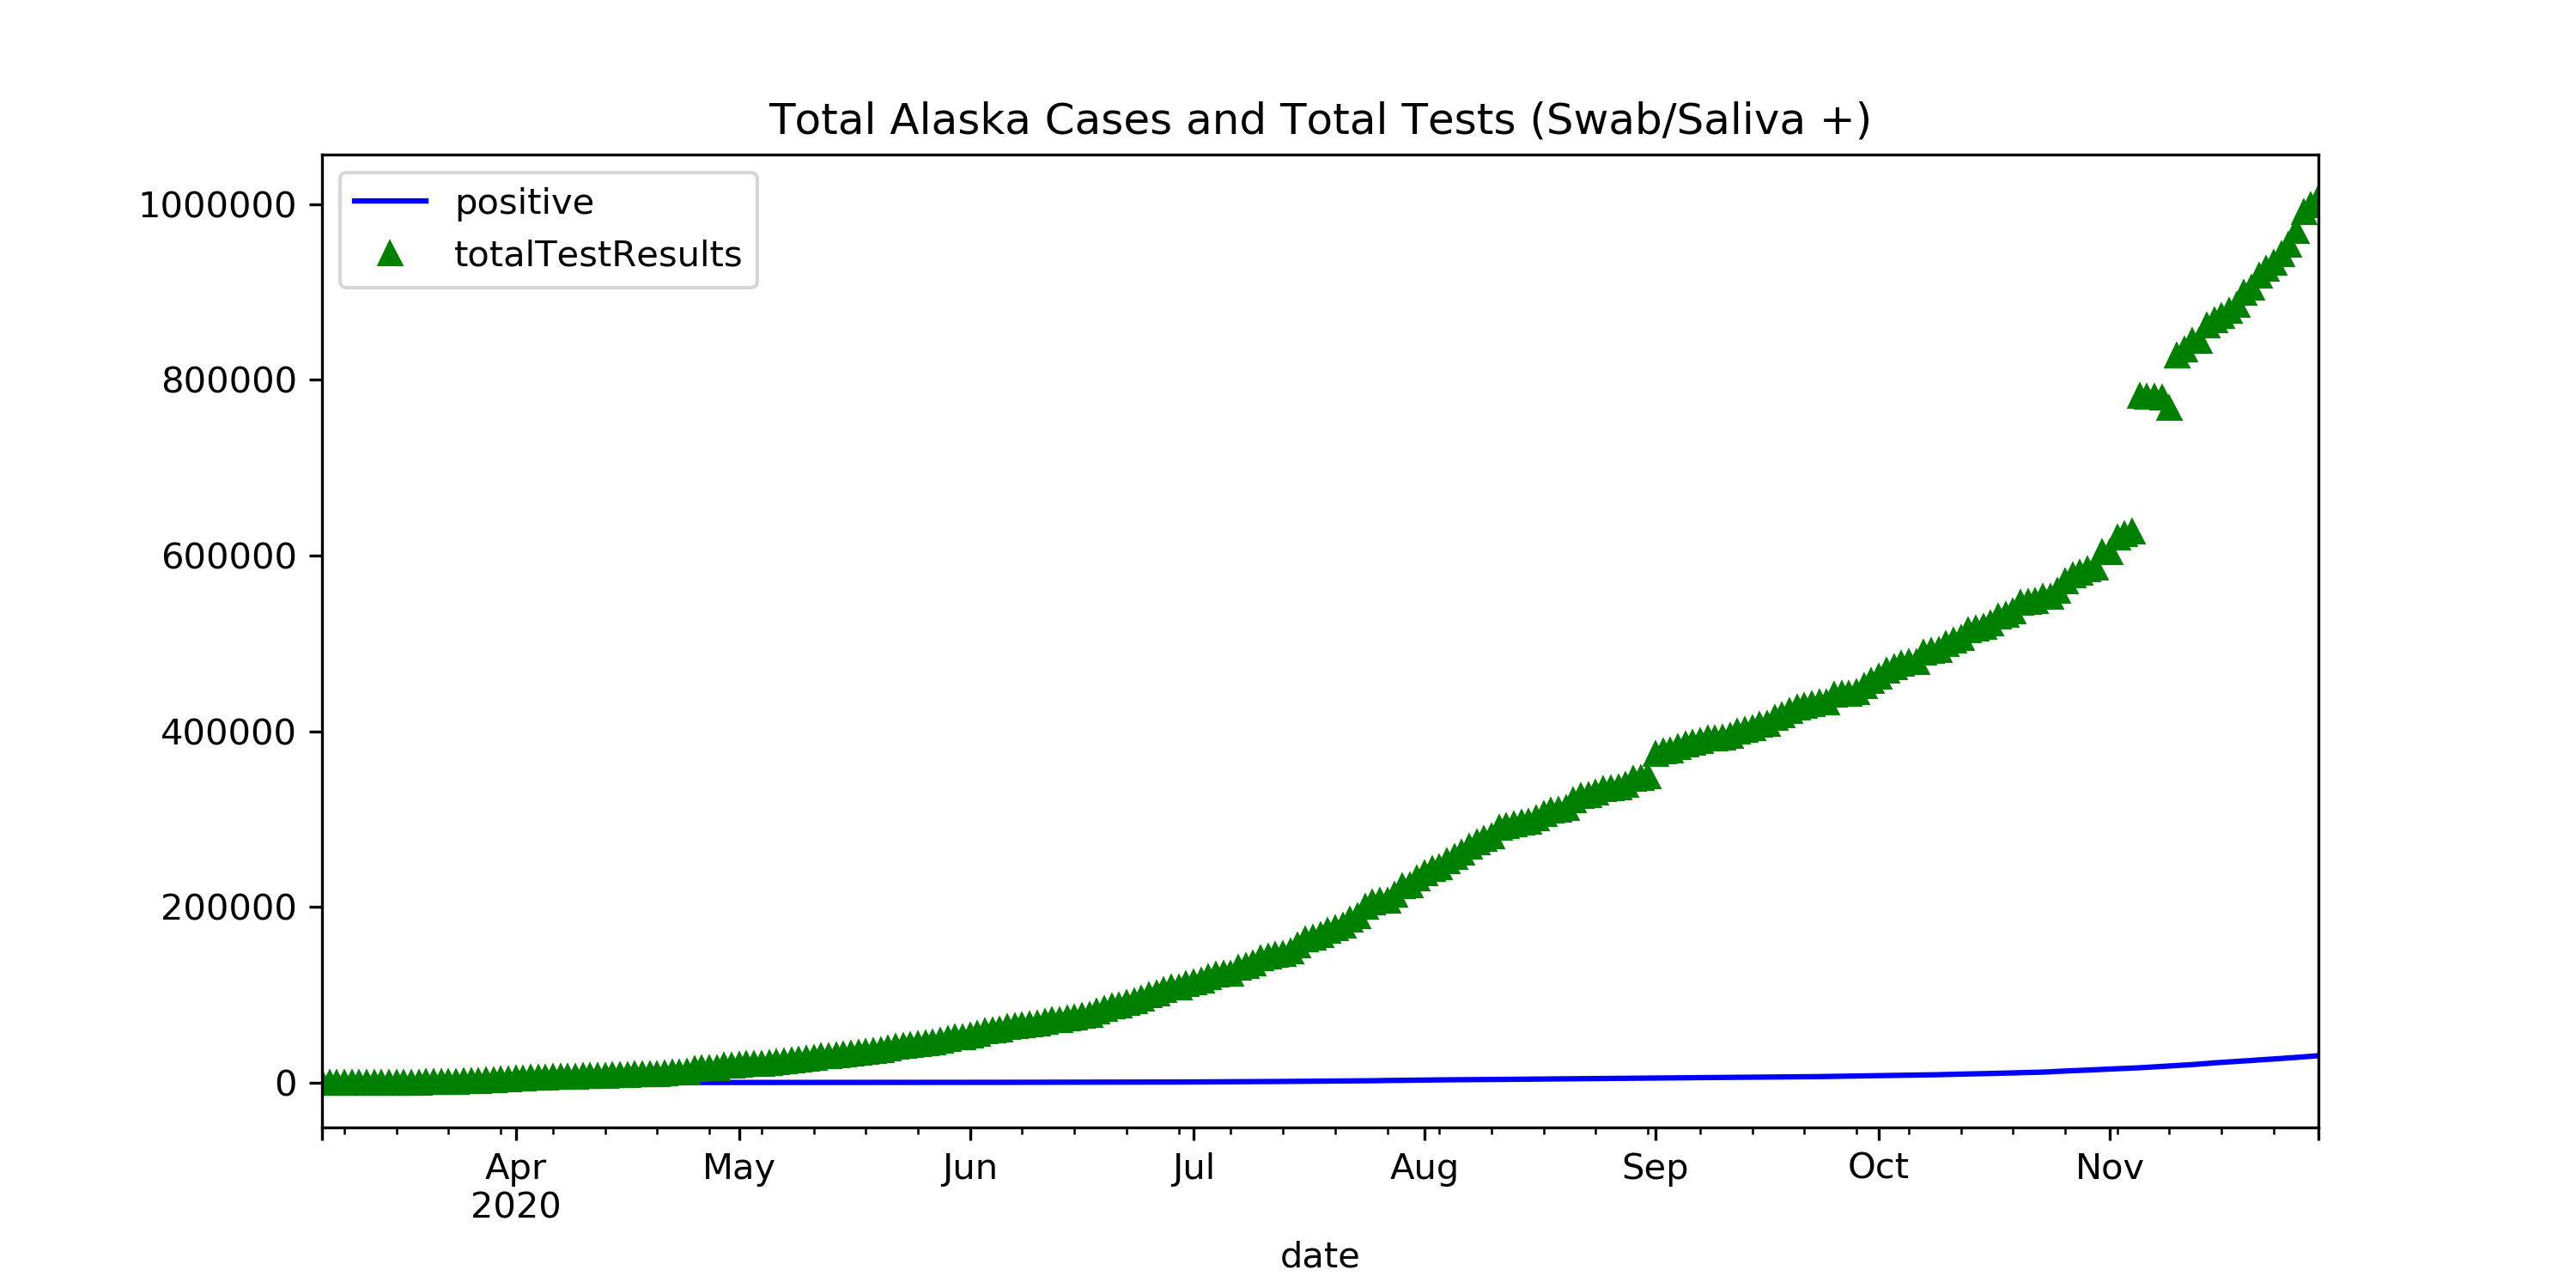 Total Alaska Cases and Total Tests (Swab/Saliva +)
positive
totalTestResults
1000000
800000
600000
400000
200000
0
Apr May Jun Jul Aug Sep Oct Nov
2020
date